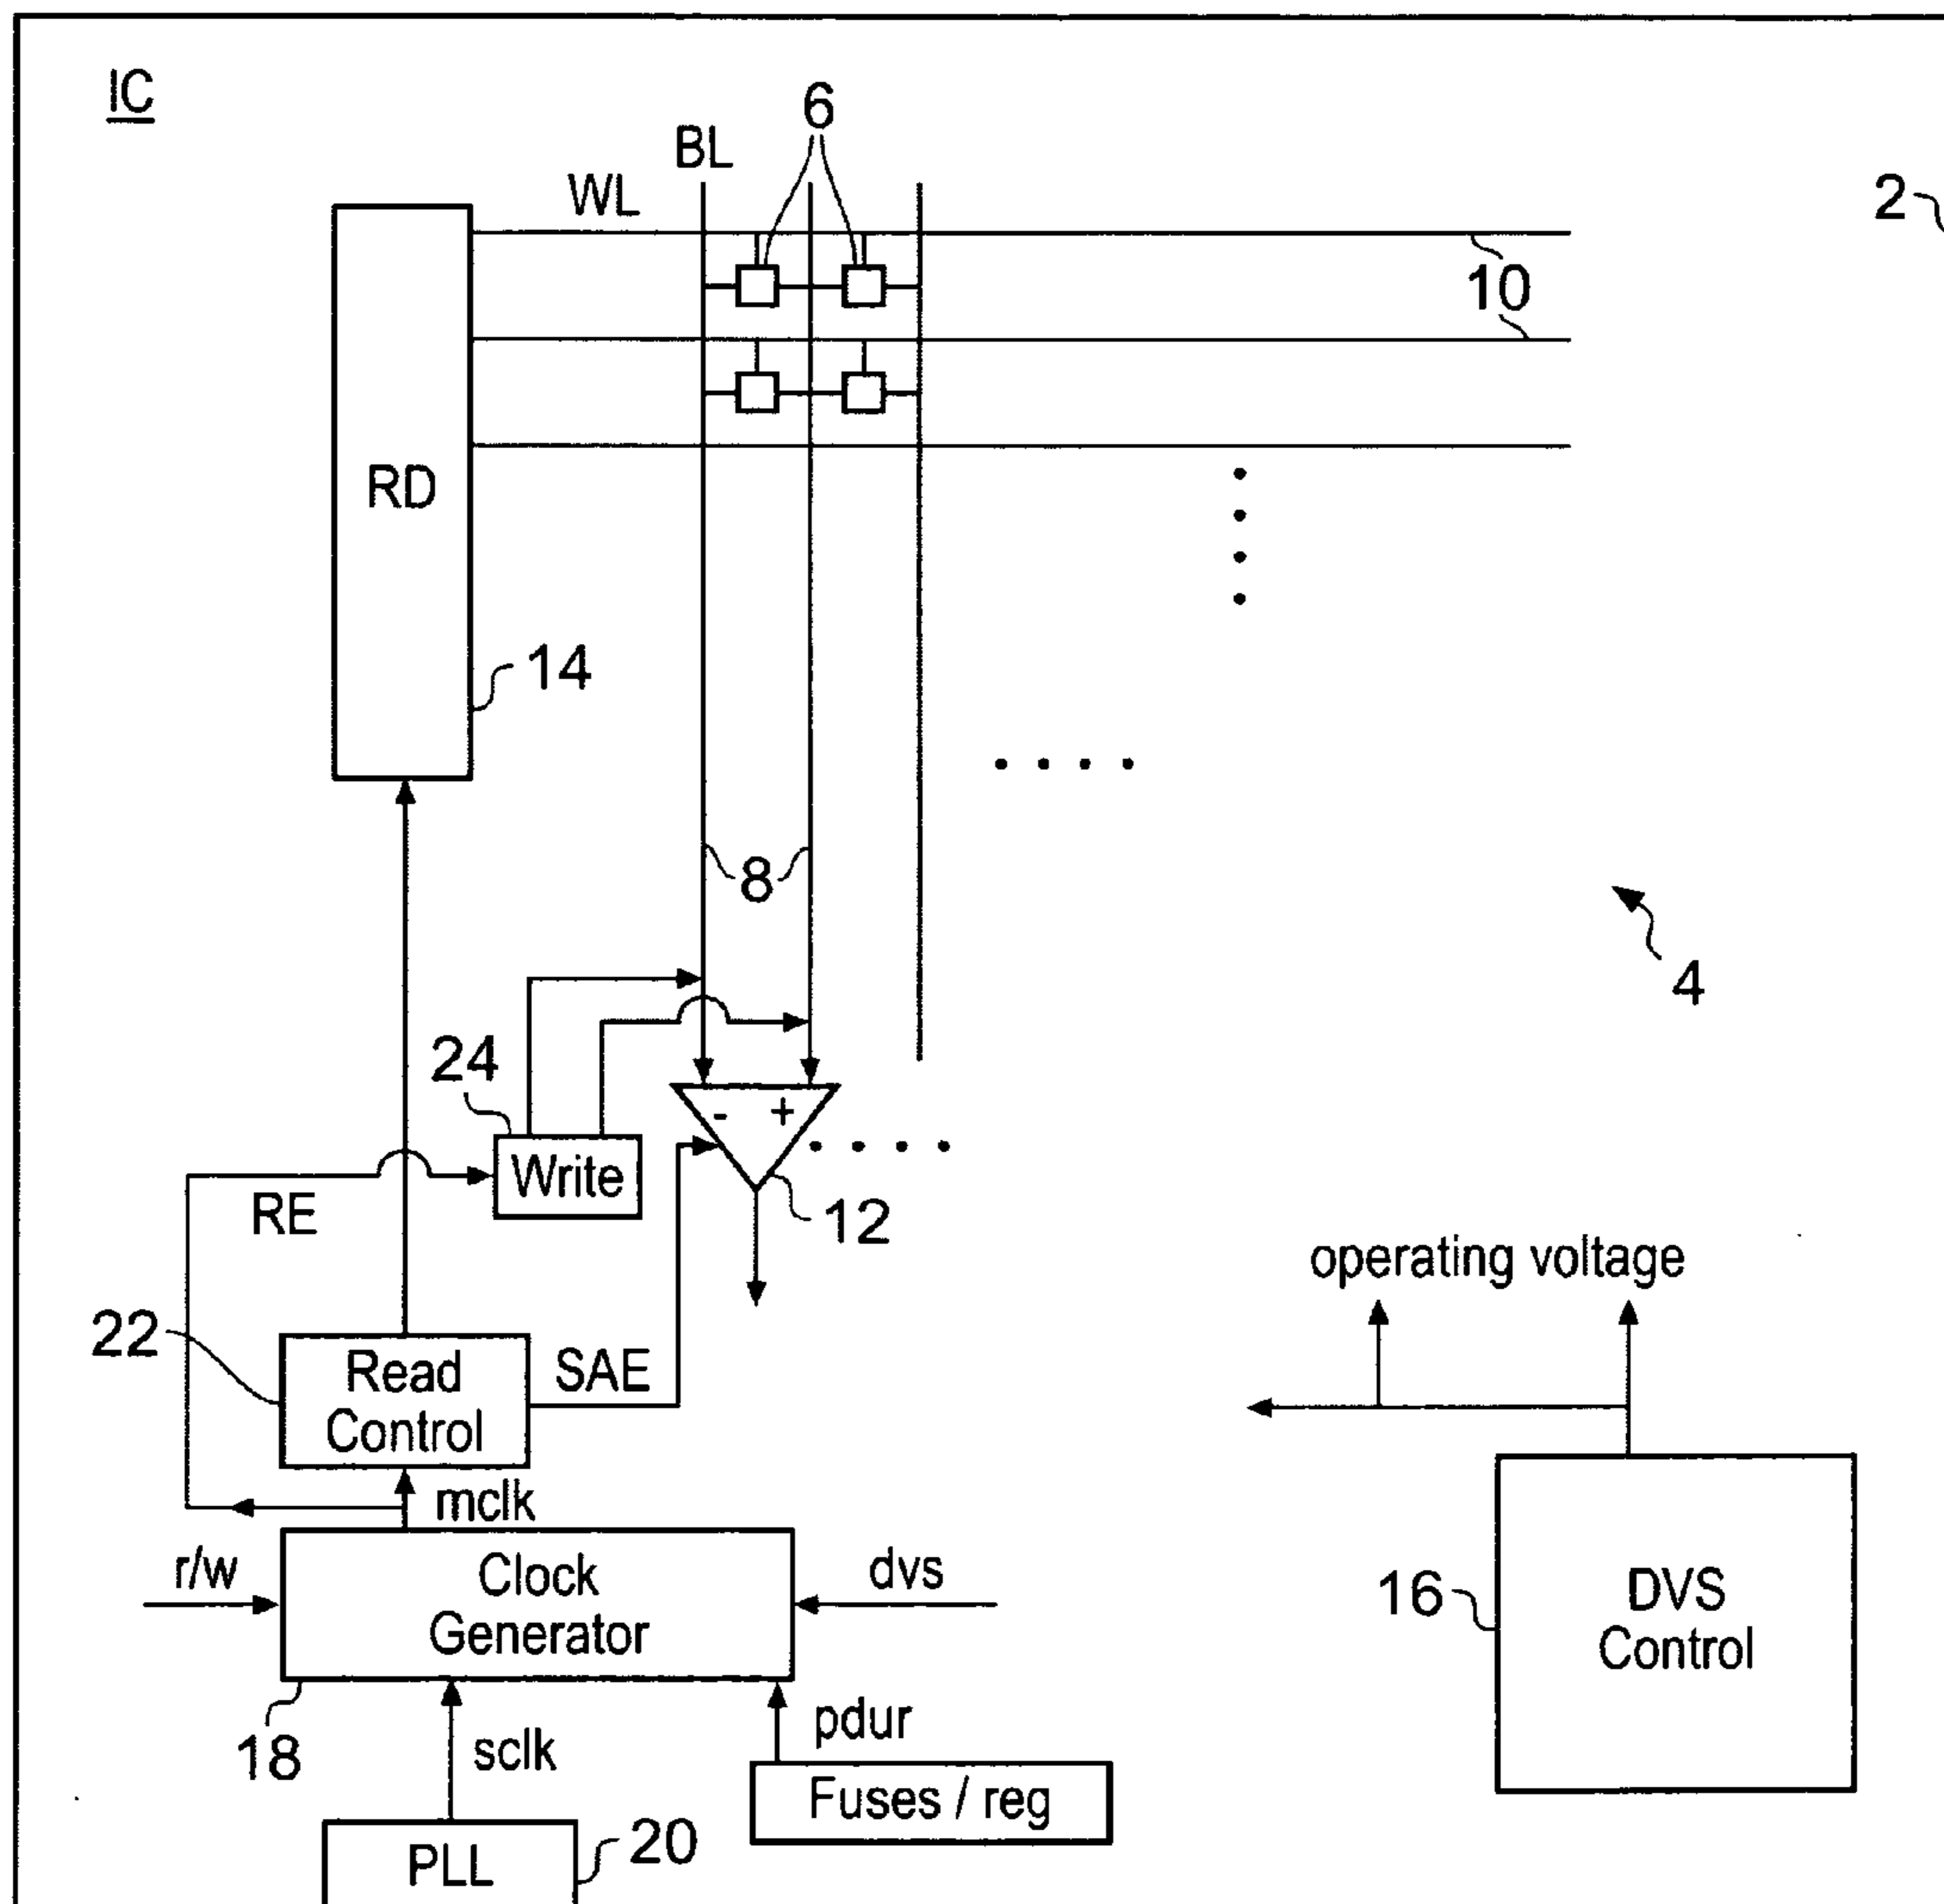 IC
6
BL
WL
2
10
RD
14
8
4
24
- +
Write
RE
12
operating voltage
22
Read
Control
SAE
mclk
r/w
Clock
Generator
dvs
16
DVS
Control
18
sclk
pdur
Fuses / reg
PLL
20